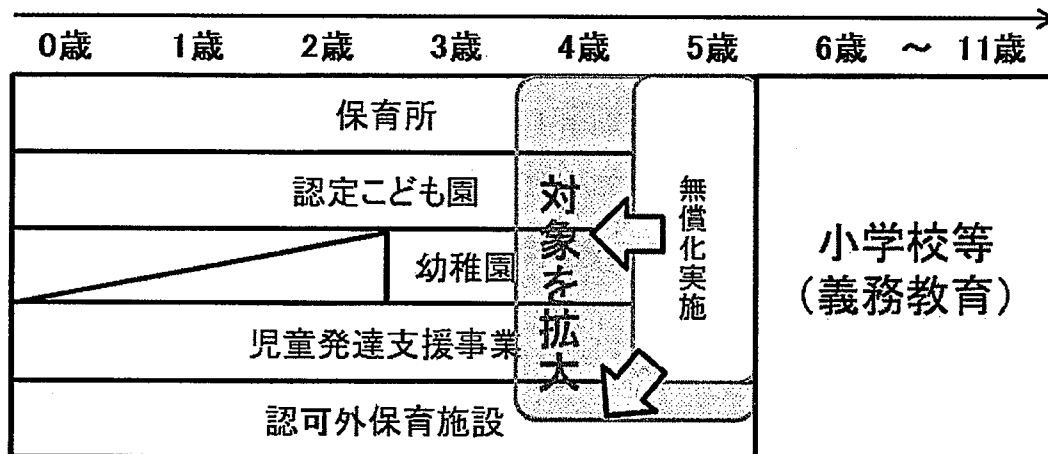 0歳 1歳 2歳 3歳 4歳 5歳 6歳 ～ 11歳
保育所
認定こども園
幼稚園
児童発達支援事業
認可外保育施設
対象を拡大
無償化実施
小学校等
（義務教育）